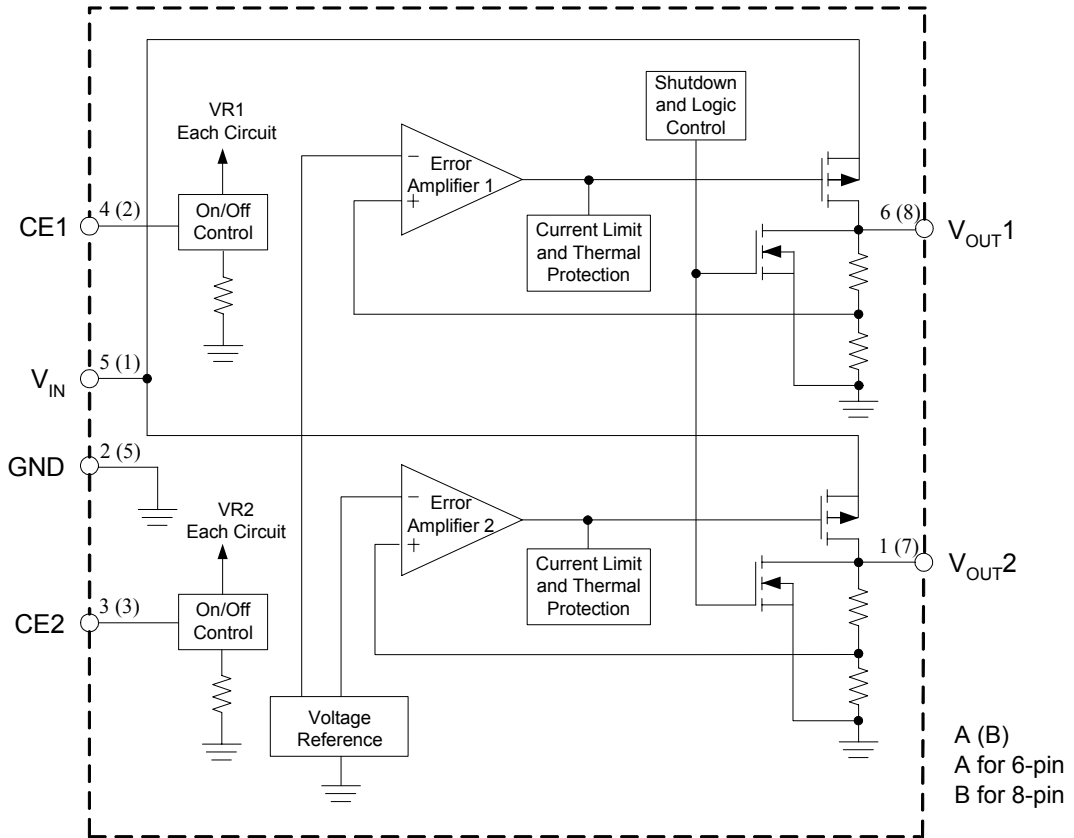 Shutdown
and Logic
Control
VR1
Each Circuit
−
Error
Amplifier 1
+
4 (2)
CE1
On/Off
Control
6 (8)
VOUT1
Current Limit
and Thermal
Protection
5 (1)
VIN
2 (5)
GND
VR2
Each Circuit
−
Error
Amplifier 2
+
1 (7)
VOUT2
Current Limit
and Thermal
Protection
3 (3)
CE2
On/Off
Control
Voltage
Reference
A (B)
A for 6-pin
B for 8-pin